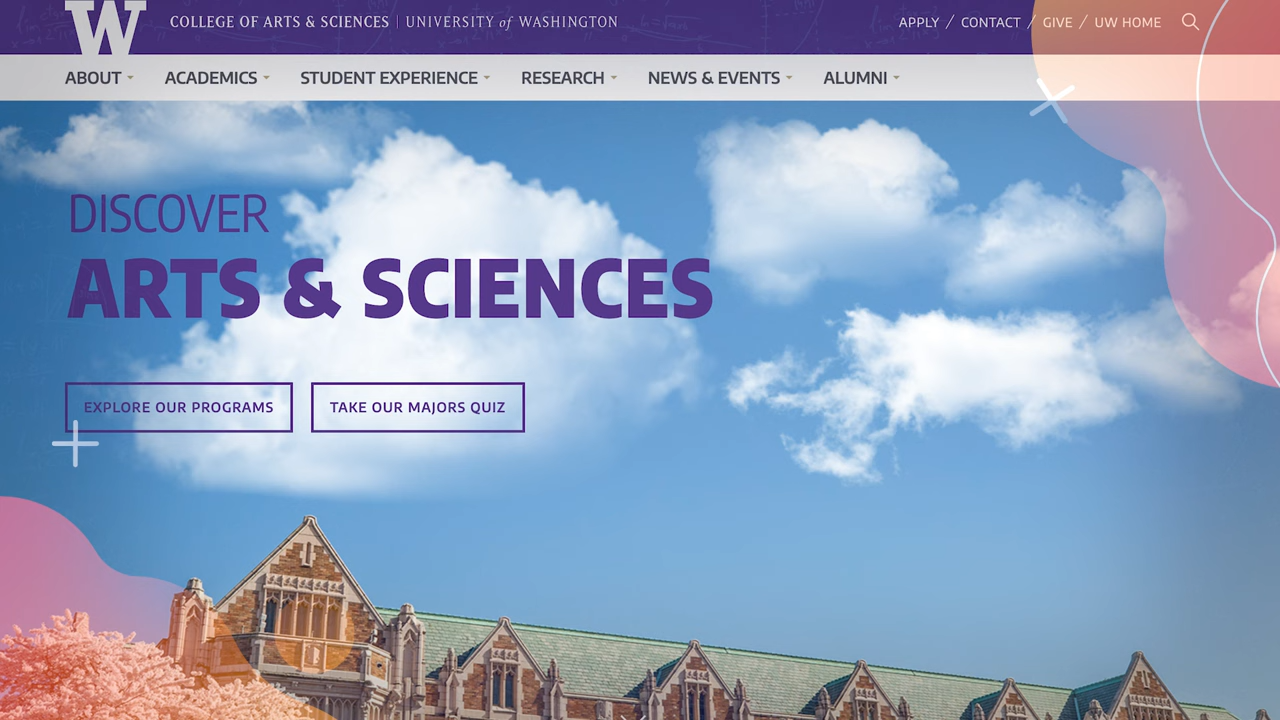 W
COLLEGE OF ARTS & SCIENCES | UNIVERSITY of WASHINGTON
APPLY / CONTACT / GIVE / UW HOME
ABOUT ACADEMICS STUDENT EXPERIENCE RESEARCH NEWS & EVENTS ALUMNI
DISCOVER
ARTS & SCIENCES
EXPLORE OUR PROGRAMS TAKE OUR MAJORS QUIZ